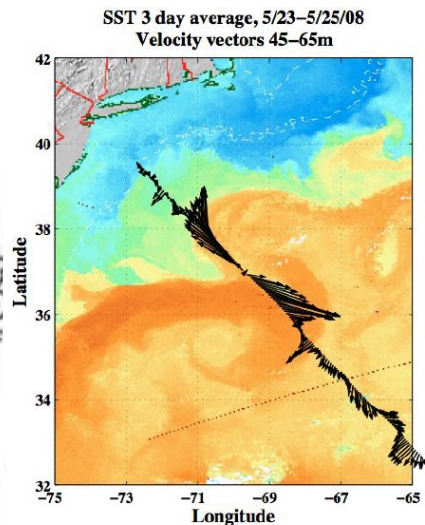 SST 3 day average, 5/23–5/25/08
Velocity vectors 45–65m
42
40
38
36
34
32
Latitude
−75 −73 −71 −69 −67 −65
Longitude